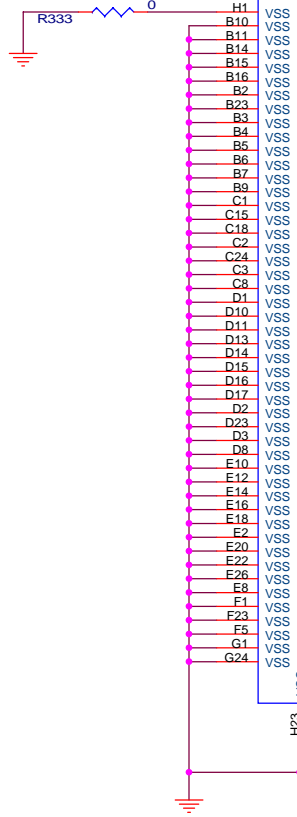 R333 0
H1 VSS
B10 VSS
B11 VSS
B14 VSS
B15 VSS
B16 VSS
B2 VSS
B23 VSS
B3 VSS
B4 VSS
B5 VSS
B6 VSS
B7 VSS
B9 VSS
C1 VSS
C15 VSS
C18 VSS
C2 VSS
C24 VSS
C3 VSS
C8 VSS
D1 VSS
D10 VSS
D11 VSS
D13 VSS
D14 VSS
D15 VSS
D16 VSS
D17 VSS
D2 VSS
D23 VSS
D3 VSS
D8 VSS
E10 VSS
E12 VSS
E14 VSS
E16 VSS
E18 VSS
E2 VSS
E20 VSS
E22 VSS
E26 VSS
E8 VSS
F1 VSS
F23 VSS
F5 VSS
G1 VSS
G24 VSS
H23